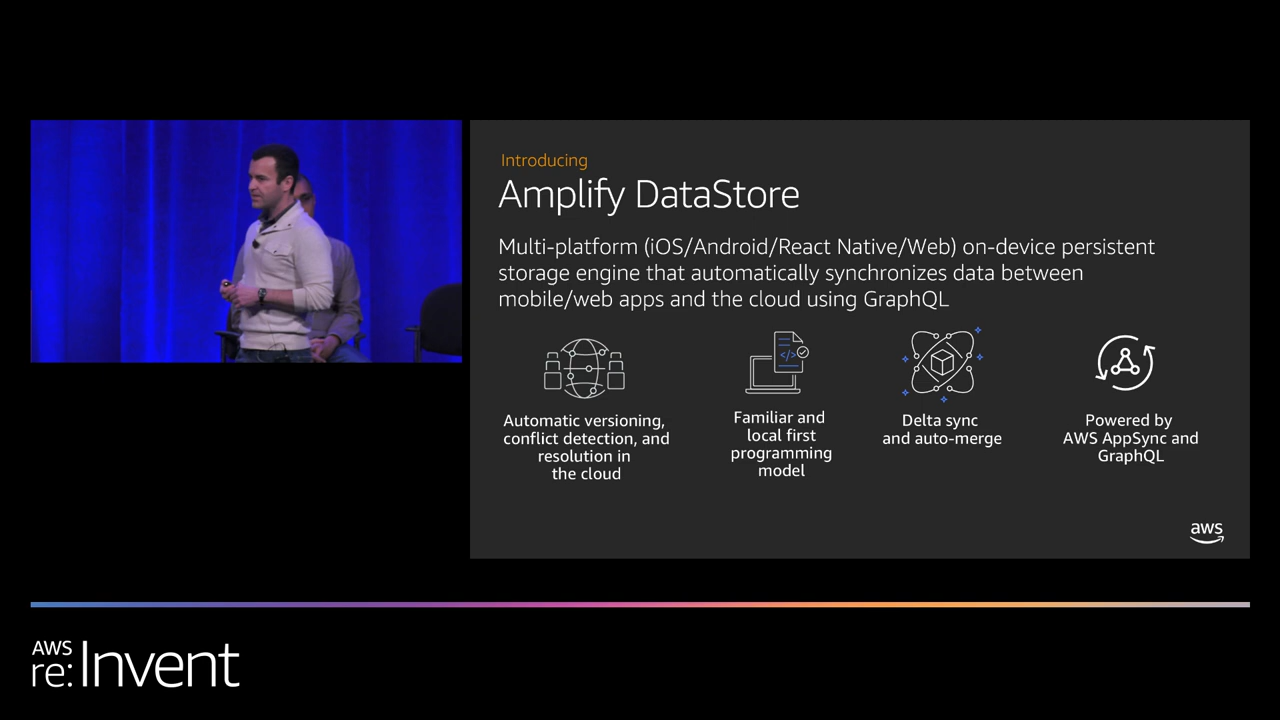 Introducing
Amplify DataStore
Multi-platform (iOS/Android/React Native/Web) on-device persistent
storage engine that automatically synchronizes data between
mobile/web apps and the cloud using GraphQL
</>
Automatic versioning,
conflict detection, and
resolution in
the cloud
Familiar and
local first
programming
model
Delta sync
and auto-merge
Powered by
AWS AppSync and
GraphQL
aws
AWS
re:Invent